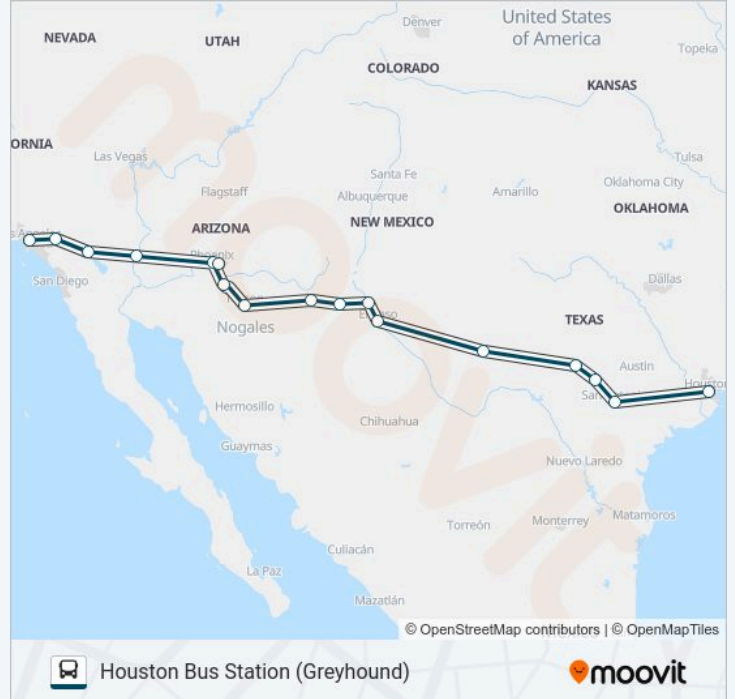 United States
of America
Denver
NEVADA
UTAH
Topeka
COLORADO
KANSAS
ORNIA
Las Vegas
Tulsa
Santa Fe
Oklahoma City
Flagstaff
Albuquerque
Amarillo
OKLAHOMA
ARIZONA
NEW MEXICO
s Angeles
Phoenix
San Diego
Dallas
TEXAS
Nogales
Austin
Houston
Hermosillo
Chihuahua
Guaymas
Nuevo Laredo
Torreón
Monterrey
Matamoros
Culiacán
La Paz
Mazatlán
moovit
© OpenStreetMap contributors | © OpenMapTiles
Houston Bus Station (Greyhound)
moovit